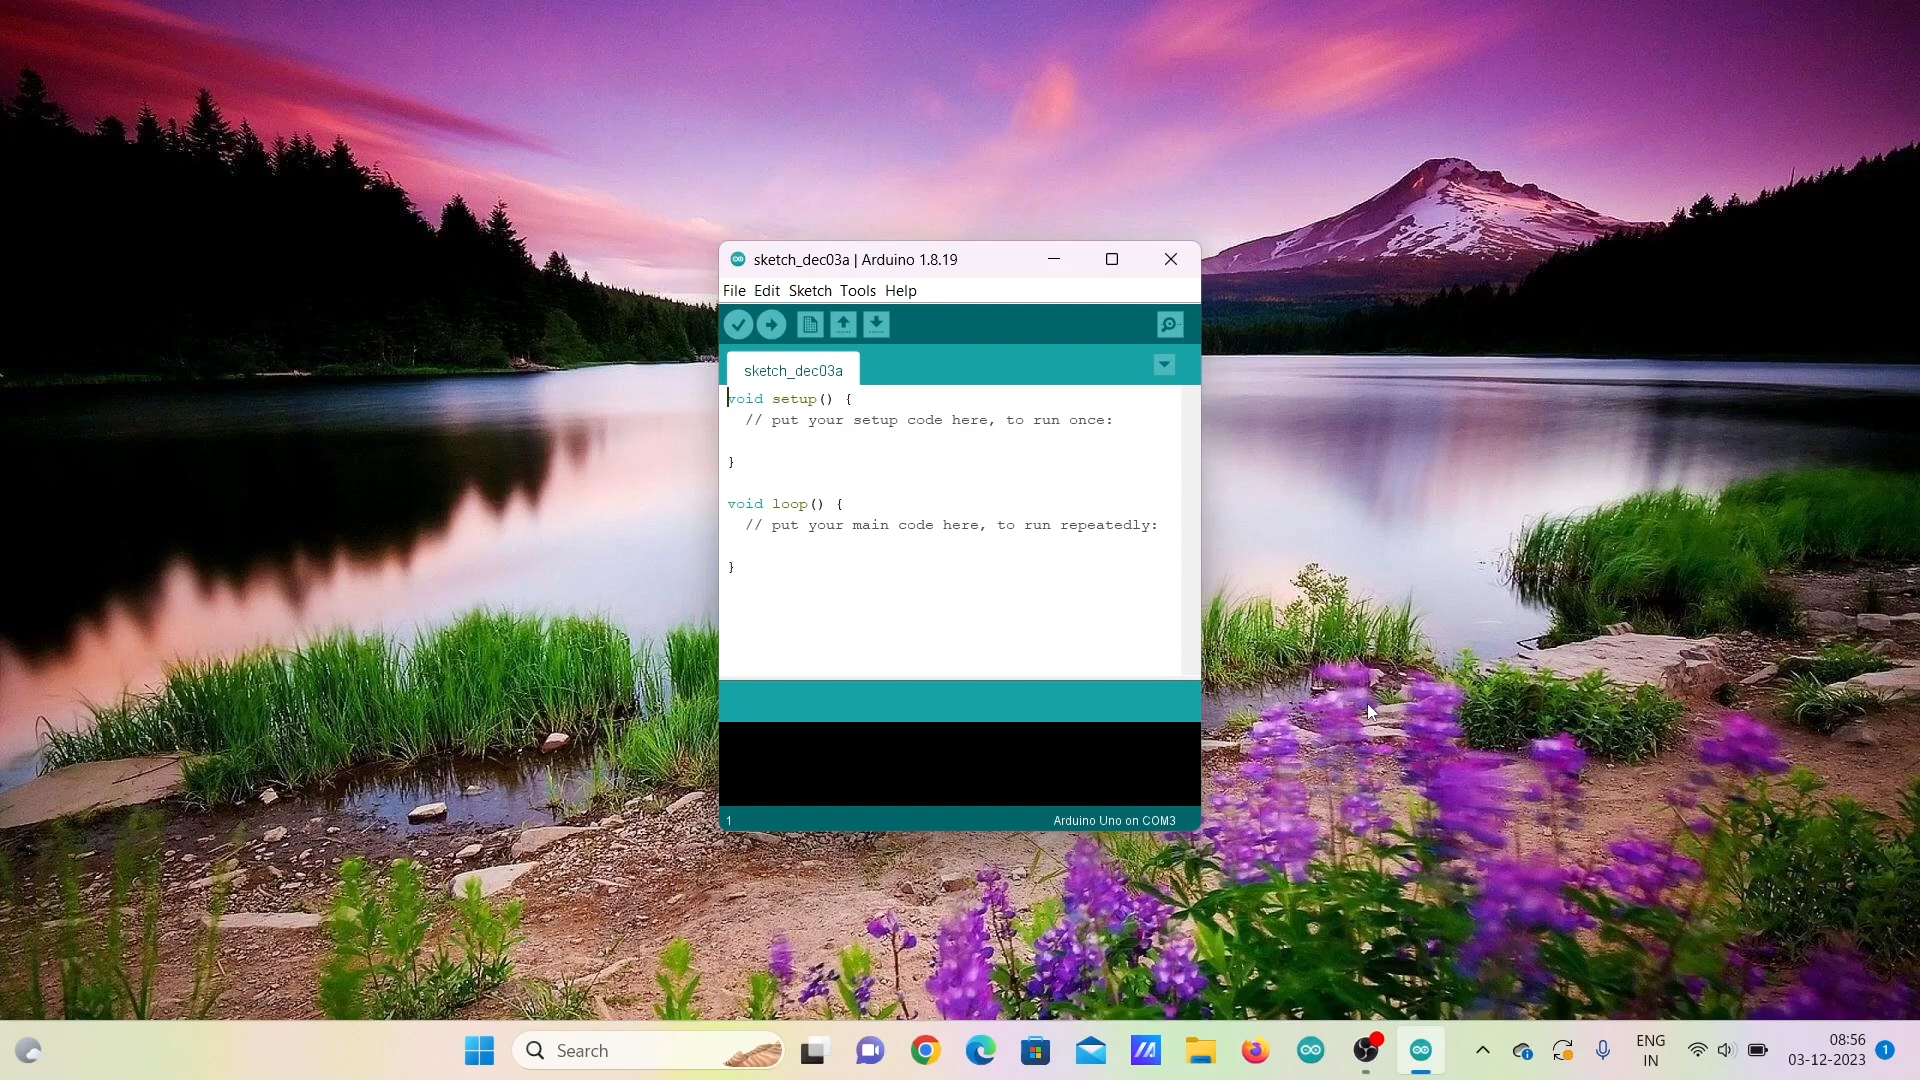 sketch_dec03a | Arduino 1.8.19
File Edit Sketch Tools Help
sketch_dec03a
void setup() {
  // put your setup code here, to run once:
}
void loop() {
  // put your main code here, to run repeatedly:
}
1
Arduino Uno on COM3
Search
ENG
IN
08:56
03-12-2023
1